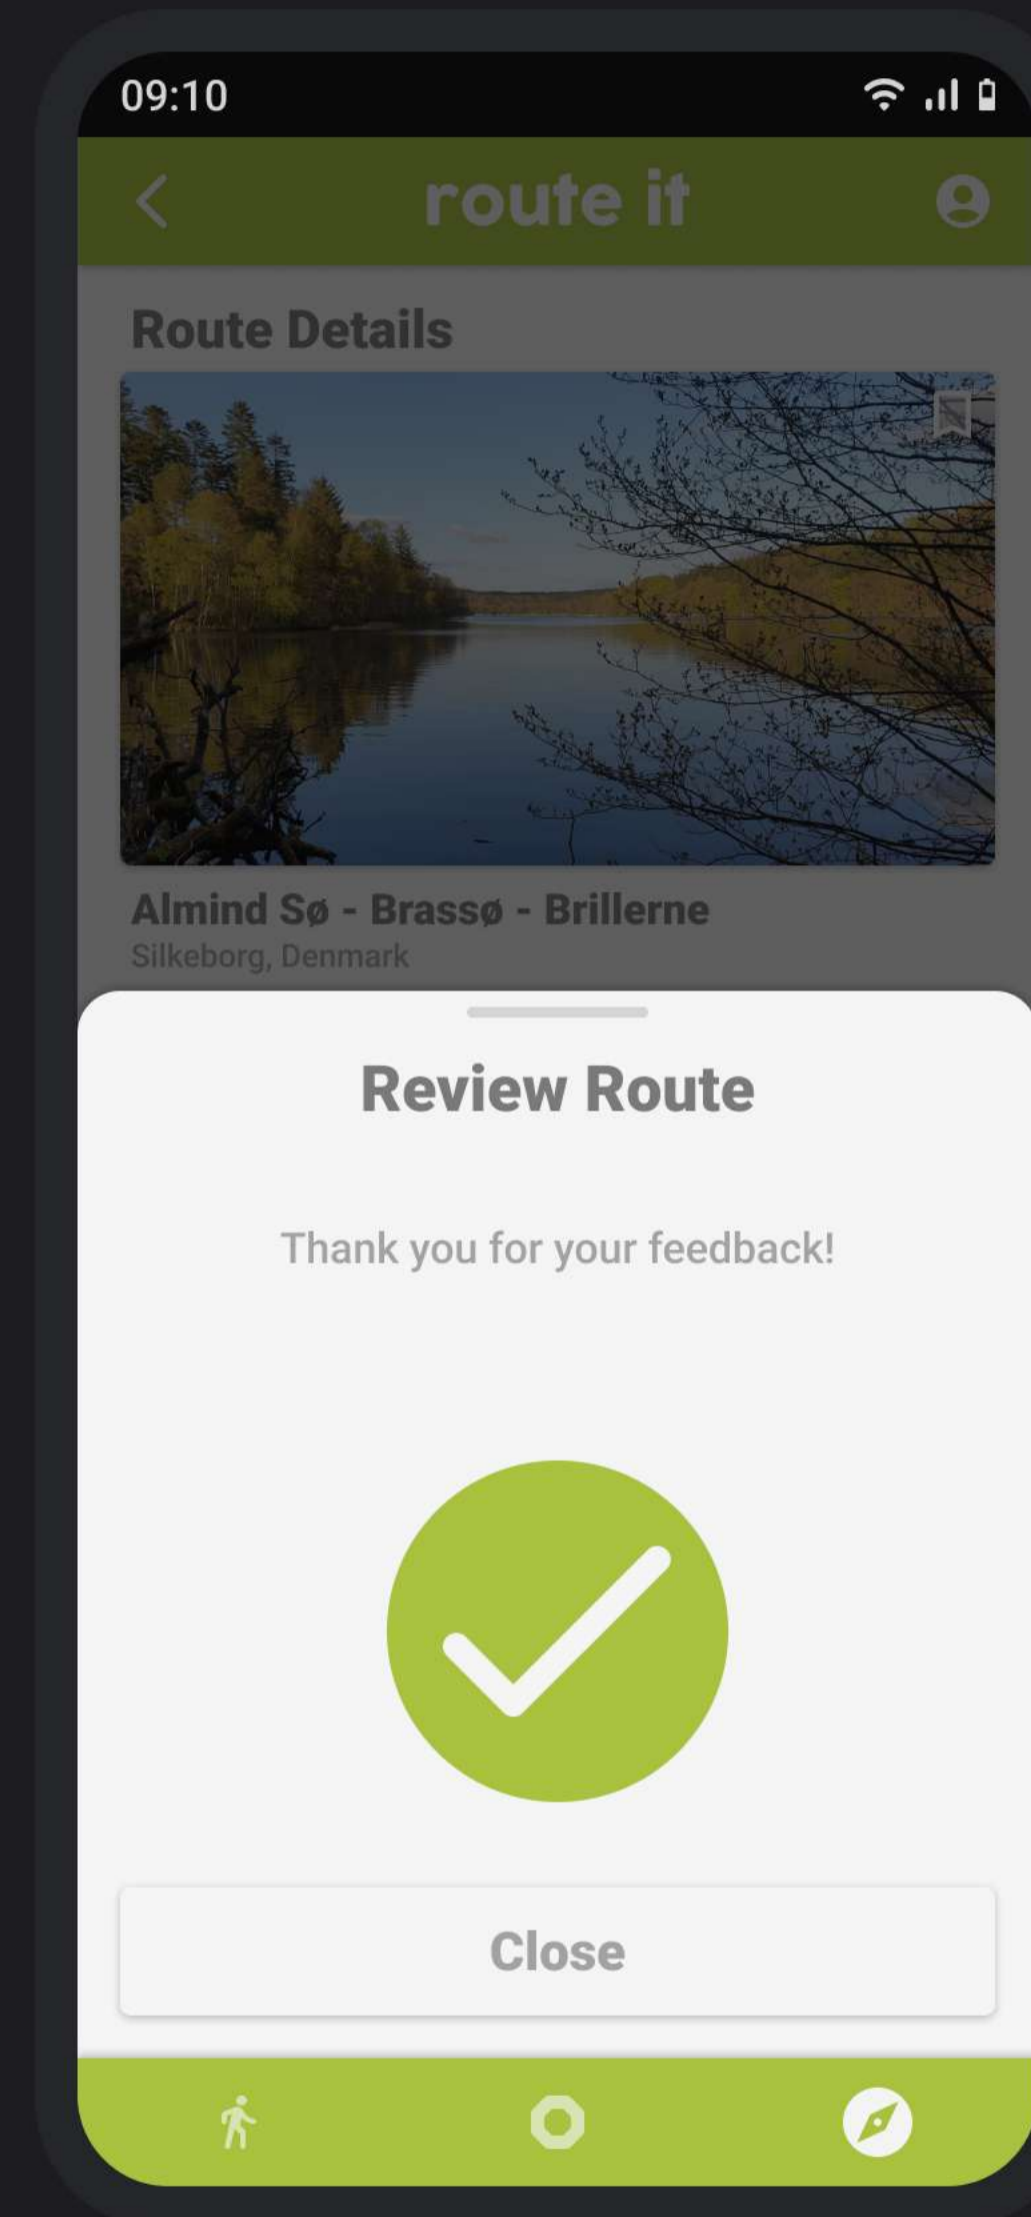 09:10
route it
Route Details
Almind Sø - Brassø - Brillerne
Silkeborg, Denmark
Review Route
Thank you for your feedback!
Close